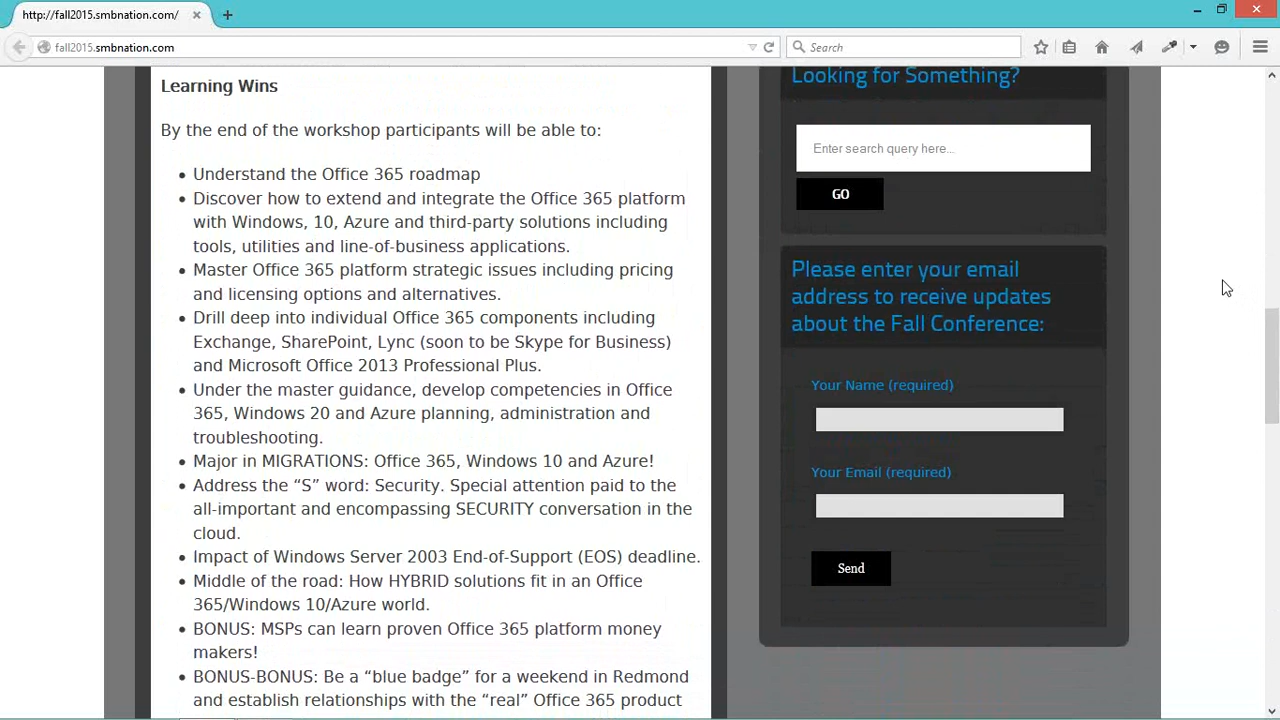 http://fall2015.smbnation.com/
fall2015.smbnation.com
Search
Learning Wins
By the end of the workshop participants will be able to:
Understand the Office 365 roadmap
Discover how to extend and integrate the Office 365 platform
with Windows, 10, Azure and third-party solutions including
tools, utilities and line-of-business applications.
Master Office 365 platform strategic issues including pricing
and licensing options and alternatives.
Drill deep into individual Office 365 components including
Exchange, SharePoint, Lync (soon to be Skype for Business)
and Microsoft Office 2013 Professional Plus.
Under the master guidance, develop competencies in Office
365, Windows 20 and Azure planning, administration and
troubleshooting.
Major in MIGRATIONS: Office 365, Windows 10 and Azure!
Address the “S” word: Security. Special attention paid to the
all-important and encompassing SECURITY conversation in the
cloud.
Impact of Windows Server 2003 End-of-Support (EOS) deadline.
Middle of the road: How HYBRID solutions fit in an Office
365/Windows 10/Azure world.
BONUS: MSPs can learn proven Office 365 platform money
makers!
BONUS-BONUS: Be a “blue badge” for a weekend in Redmond
and establish relationships with the “real” Office 365 product
Looking for Something?
Enter search query here...
GO
Please enter your email
address to receive updates
about the Fall Conference:
Your Name (required)
Your Email (required)
Send